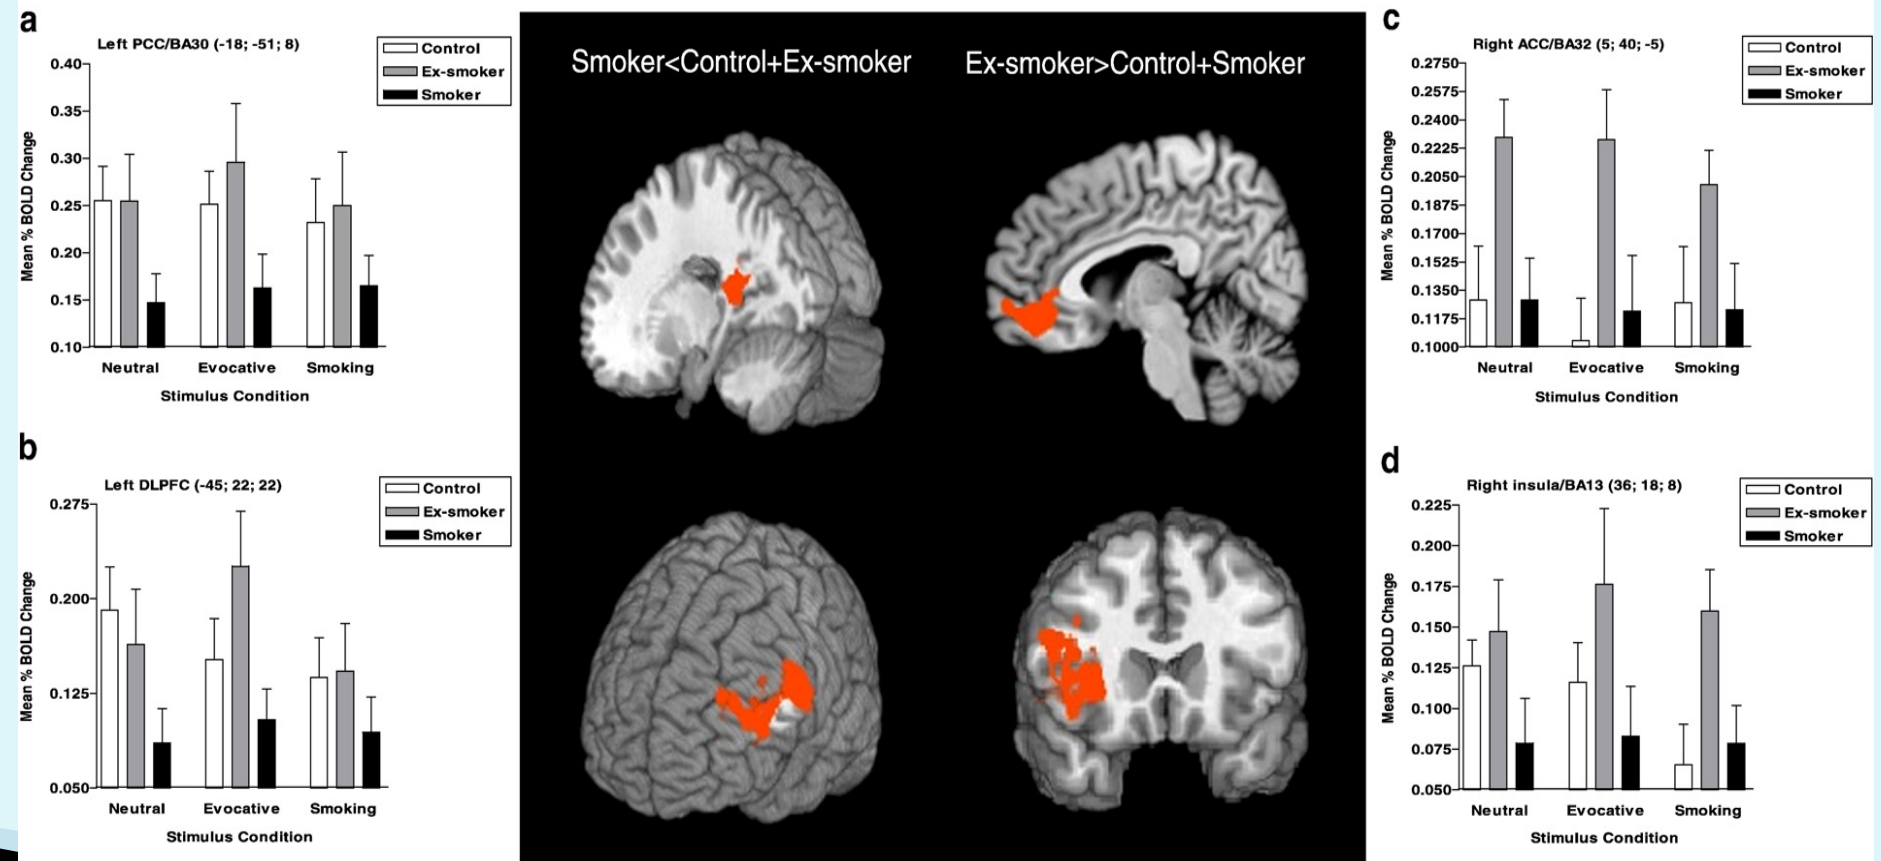 a
Left PCC/BA30 (-18; -51; 8)
Control
Ex-smoker
Smoker
Mean % BOLD Change
0.40
0.35
0.30
0.25
0.20
0.15
0.10
Neutral Evocative Smoking
Stimulus Condition
b
Left DLPFC (-45; 22; 22)
Control
Ex-smoker
Smoker
Mean % BOLD Change
0.275
0.200
0.125
0.050
Neutral Evocative Smoking
Stimulus Condition
Smoker<Control+Ex-smoker
Ex-smoker>Control+Smoker
c
Right ACC/BA32 (5; 40; -5)
Control
Ex-smoker
Smoker
Mean % BOLD Change
0.2750
0.2575
0.2400
0.2225
0.2050
0.1875
0.1700
0.1525
0.1350
0.1175
0.1000
Neutral Evocative Smoking
Stimulus Condition
d
Right insula/BA13 (36; 18; 8)
Control
Ex-smoker
Smoker
Mean % BOLD Change
0.225
0.200
0.175
0.150
0.125
0.100
0.075
0.050
Neutral Evocative Smoking
Stimulus Condition